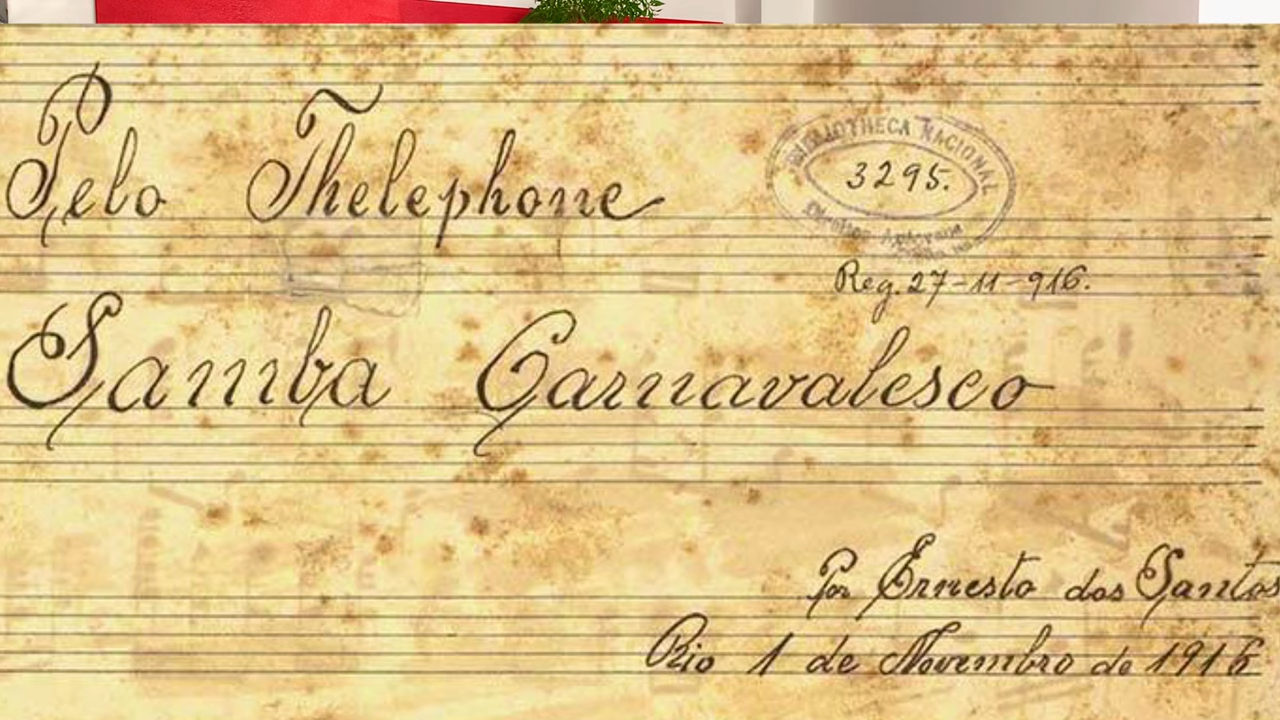 Pelo Thelephone
BIBLIOTHECA NACIONAL
3295.
Direitos
Reg. 27-11-916.
Samba Carnavalesco
Por Ernesto dos Santos
Rio 1 de Novembro de 1916